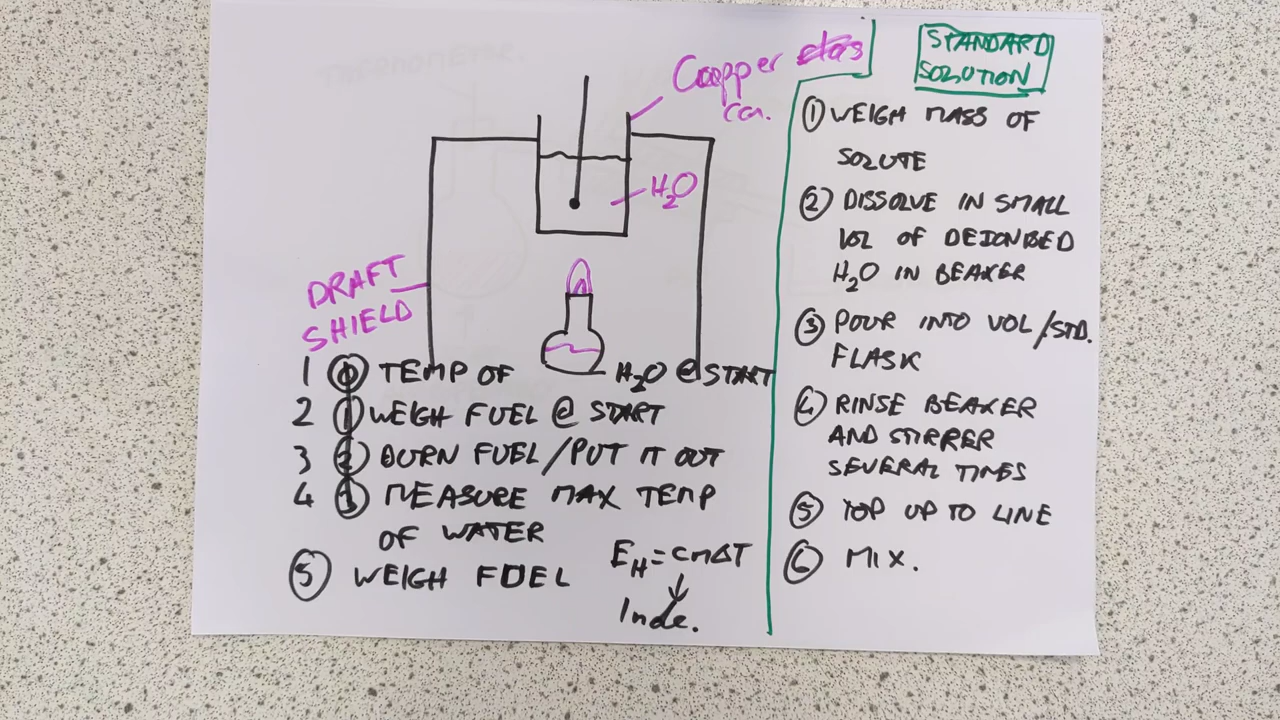 Copper
can.
H₂O
DRAFT
SHIELD
1 TEMP OF H₂O @ START
2 1 WEIGH FUEL @ START
3 2 BURN FUEL/PUT IT OUT
4 3 MEASURE MAX TEMP
OF WATER
5 WEIGH FUEL
E_H = cmΔT
↓
STANDARD
SOLUTION
1 WEIGH MASS OF
SOLUTE
2 DISSOLVE IN SMALL
VOL OF DEIONISED
H₂O IN BEAKER
3 POUR INTO VOL/STD.
FLASK
4 RINSE BEAKER
AND STIRRER
SEVERAL TIMES
5 TOP UP TO LINE
6 MIX.